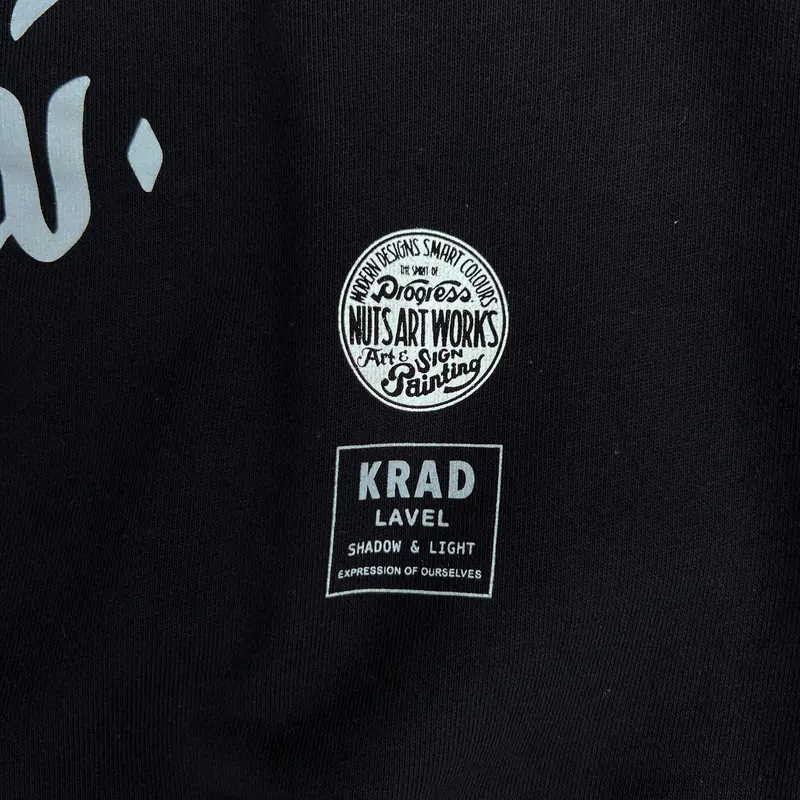 MODERN DESIGNS SMART COLOURS
THE SPIRIT OF
Progress
NUTS ART WORKS
Art & SIGN
Painting
KRAD
LAVEL
SHADOW & LIGHT
EXPRESSION OF OURSELVES